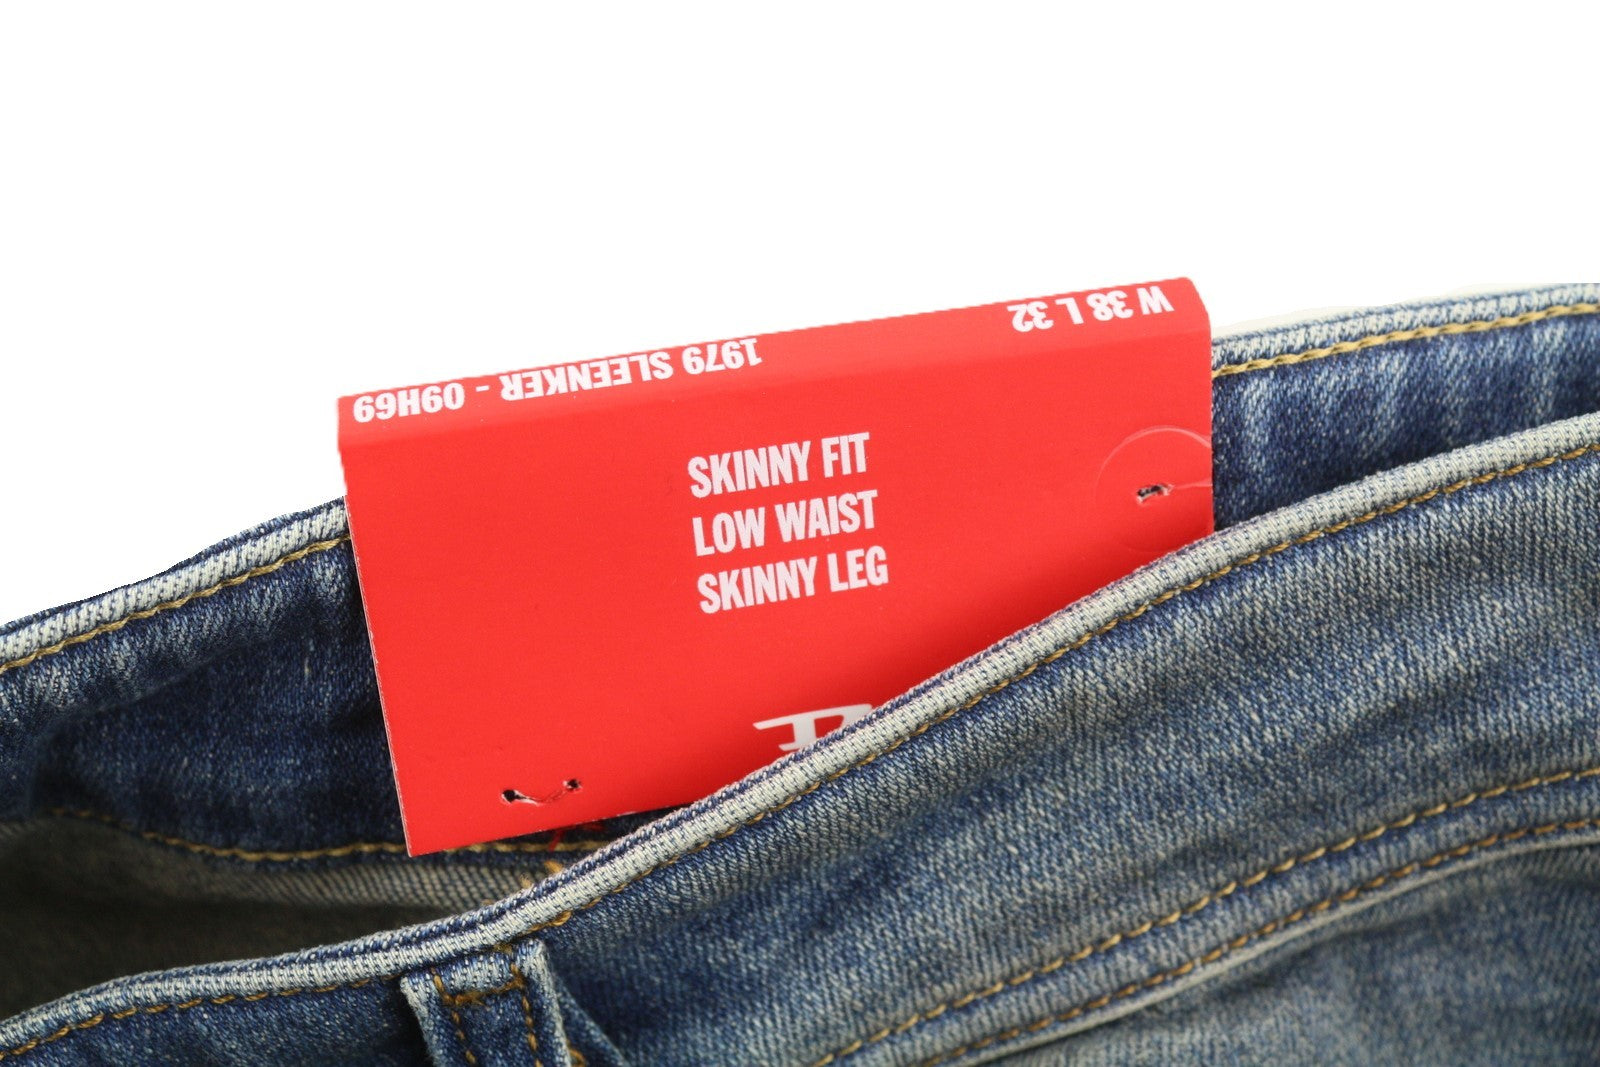 W 38 L 32
1979 SLEENKER - 09H69
SKINNY FIT
LOW WAIST
SKINNY LEG